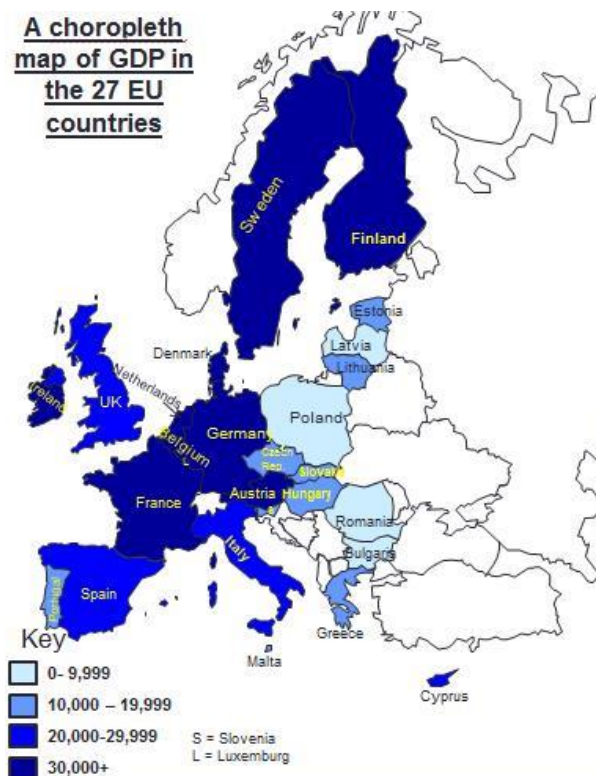 A choropleth
map of GDP in
the 27 EU
countries
Sweden
Finland
Estonia
Latvia
Lithuania
Denmark
Netherlands
Ireland
UK
Belgium
Germany
Poland
Czech
Rep.
Slovakia
France
Austria
Hungary
s
Romania
Italy
Bulgaria
Portugal
Spain
Greece
Malta
Cyprus
Key
0- 9,999
10,000 – 19,999
20,000-29,999
30,000+
S = Slovenia
L = Luxemburg